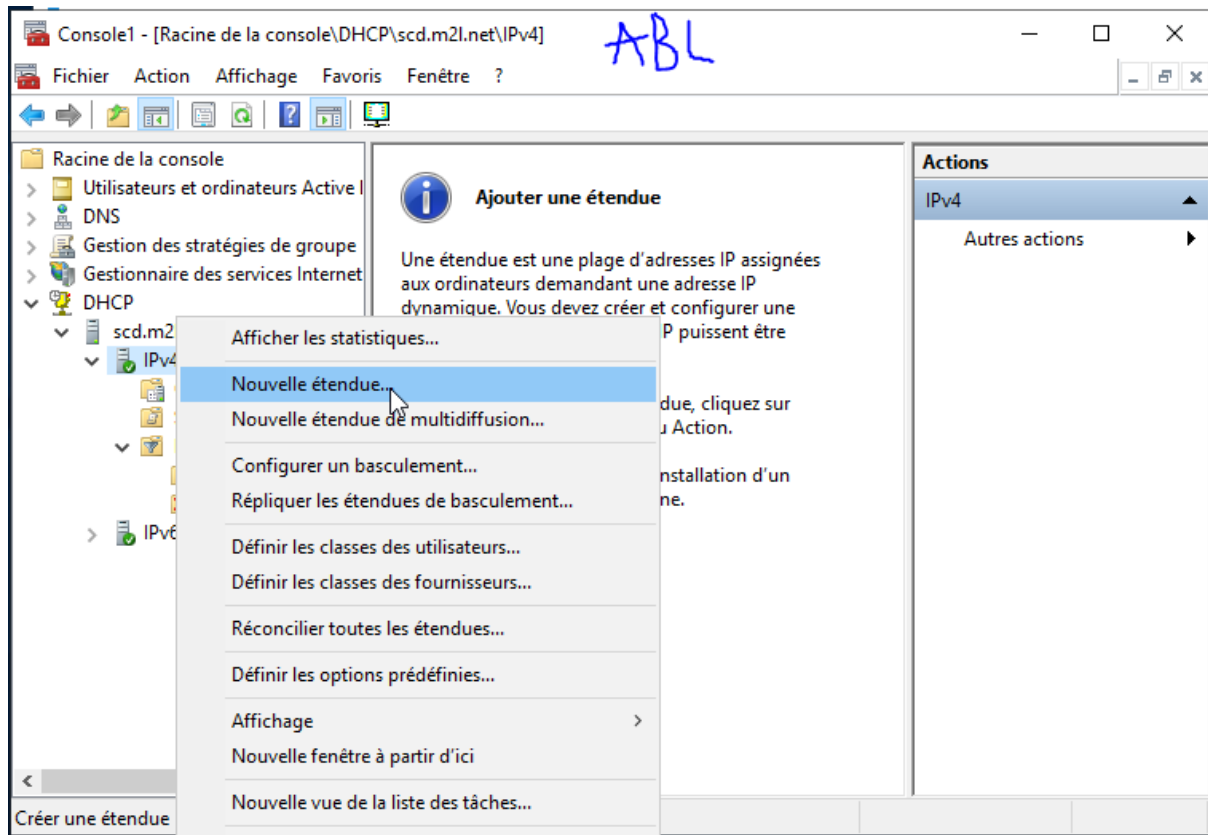 Console1 - [Racine de la console\DHCP\scd.m2l.net\IPv4]
ABL
Fichier Action Affichage Favoris Fenêtre ?
Racine de la console
Utilisateurs et ordinateurs Active
DNS
Gestion des stratégies de groupe
Gestionnaire des services Internet
DHCP
scd.m2
IPv4
IPv6
Ajouter une étendue
Une étendue est une plage d'adresses IP assignées
aux ordinateurs demandant une adresse IP
dynamique. Vous devez créer et configurer une
P puissent être
due, cliquez sur
u Action.
nstallation d'un
ne.
Afficher les statistiques...
Nouvelle étendue...
Nouvelle étendue de multidiffusion...
Configurer un basculement...
Répliquer les étendues de basculement...
Définir les classes des utilisateurs...
Définir les classes des fournisseurs...
Réconcilier toutes les étendues...
Définir les options prédéfinies...
Affichage
Nouvelle fenêtre à partir d'ici
Nouvelle vue de la liste des tâches...
Actions
IPv4
Autres actions
Créer une étendue